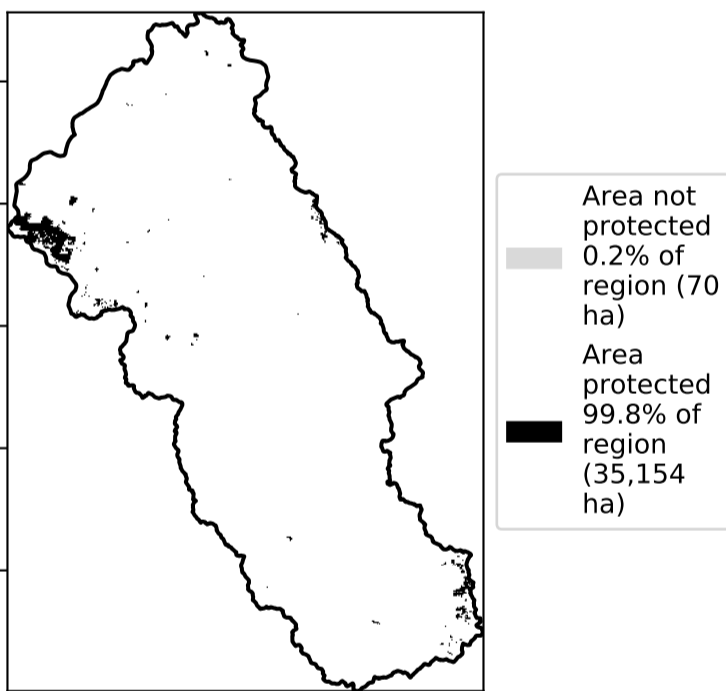 Area not
protected
0.2% of
region (70
ha)
Area
protected
99.8% of
region
(35,154
ha)